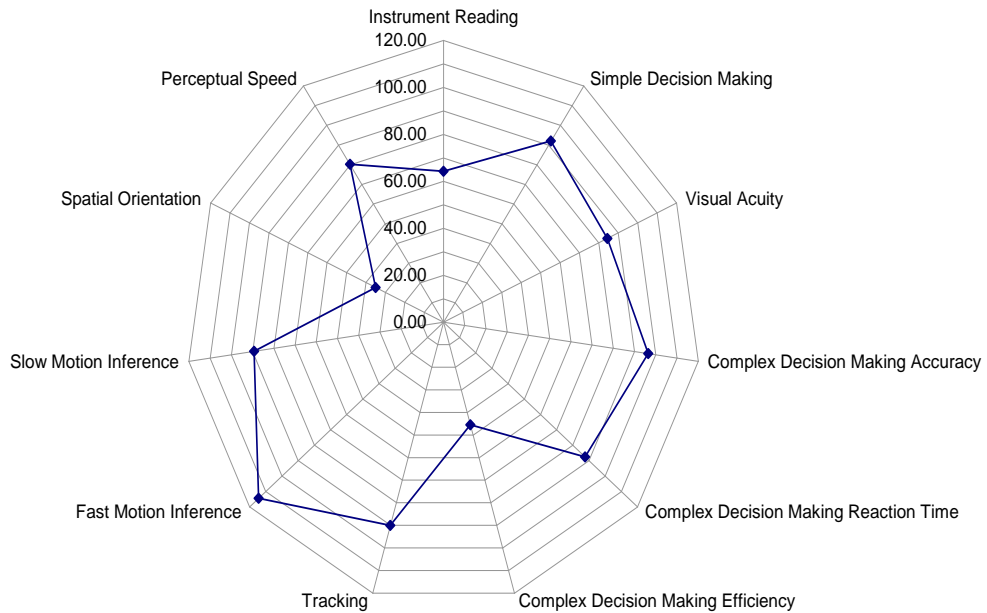 Instrument Reading
120.00
Perceptual Speed
Simple Decision Making
100.00
80.00
60.00
Spatial Orientation
Visual Acuity
40.00
20.00
0.00
Slow Motion Inference
Complex Decision Making Accuracy
Fast Motion Inference
Complex Decision Making Reaction Time
Tracking
Complex Decision Making Efficiency